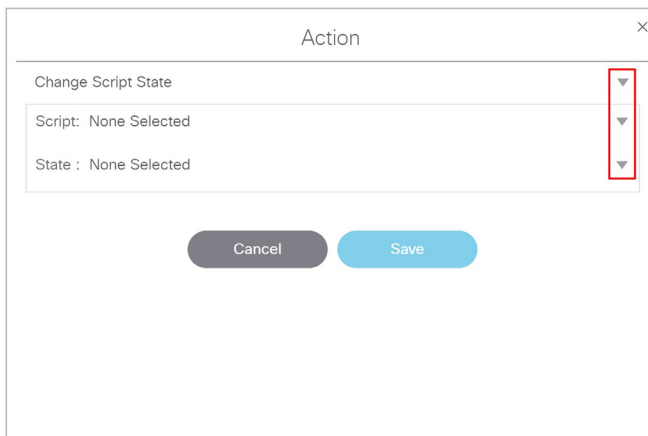 Action
Change Script State
Script: None Selected
State : None Selected
Cancel Save